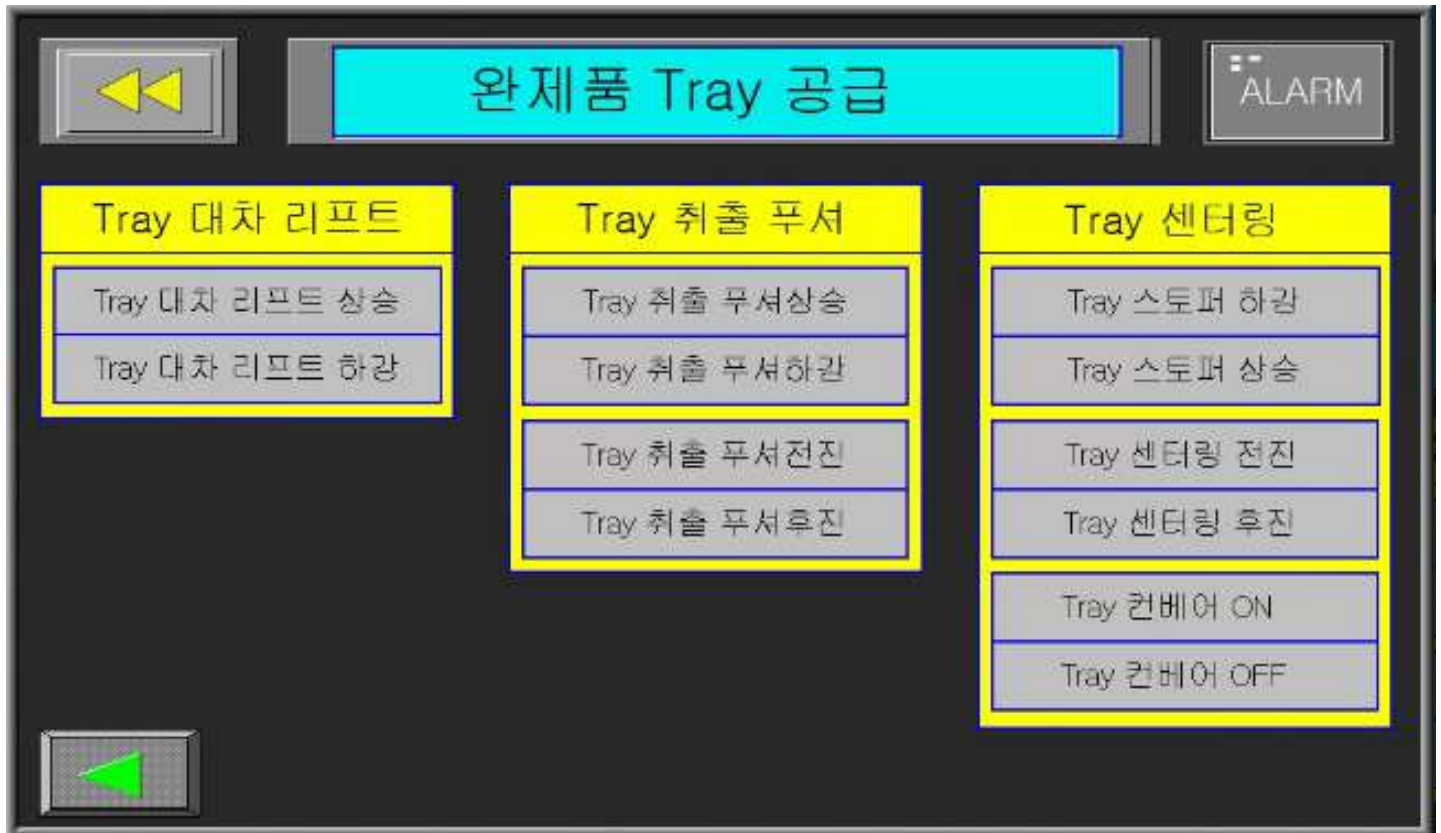 완제품 Tray 공급
ALARM
Tray 대차 리프트
Tray 대차 리프트 상승
Tray 대차 리프트 하강
Tray 취출 푸셔
Tray 취출 푸셔상승
Tray 취출 푸셔하강
Tray 취출 푸셔전진
Tray 취출 푸셔후진
Tray 센터링
Tray 스토퍼 하강
Tray 스토퍼 상승
Tray 센터링 전진
Tray 센터링 후진
Tray 컨베어 ON
Tray 컨베어 OFF